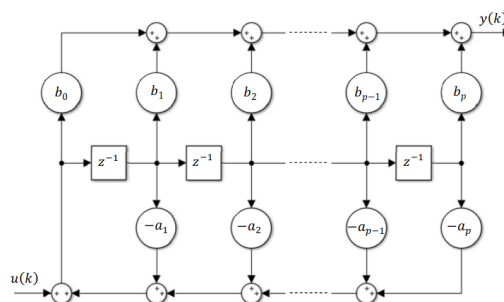 y(k)
b₀ b₁ b₂ bₚ₋₁ bₚ
z⁻¹ z⁻¹ z⁻¹
−a₁ −a₂ −aₚ₋₁ −aₚ
u(k)